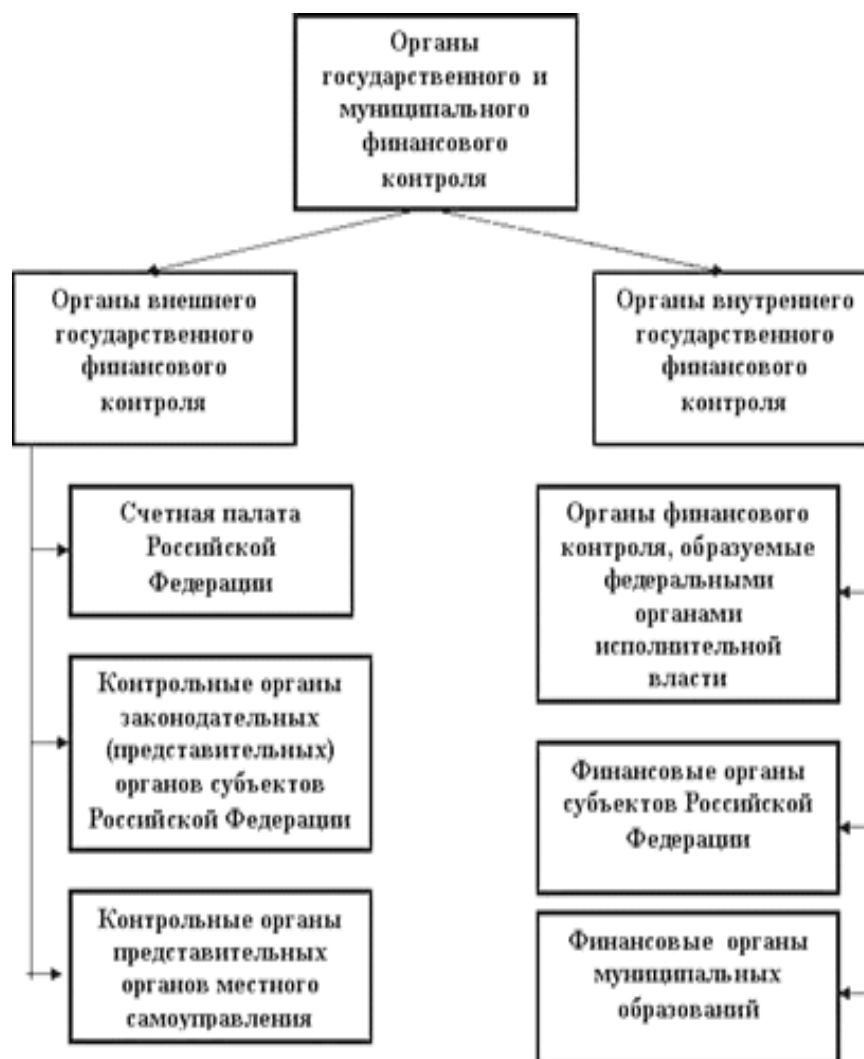 Органы
государственного и
муниципального
финансового
контроля
Органы внешнего
государственного
финансового
контроля
Счетная палата
Российской
Федерации
Контрольные органы
законодательных
(представительных)
органов субъектов
Российской Федерации
Контрольные органы
представительных
органов местного
самоуправления
Органы внутреннего
государственного
финансового
контроля
Органы финансового
контроля, образуемые
федеральными
органами
исполнительной
власти
Финансовые органы
субъектов Российской
Федерации
Финансовые органы
муниципальных
образований